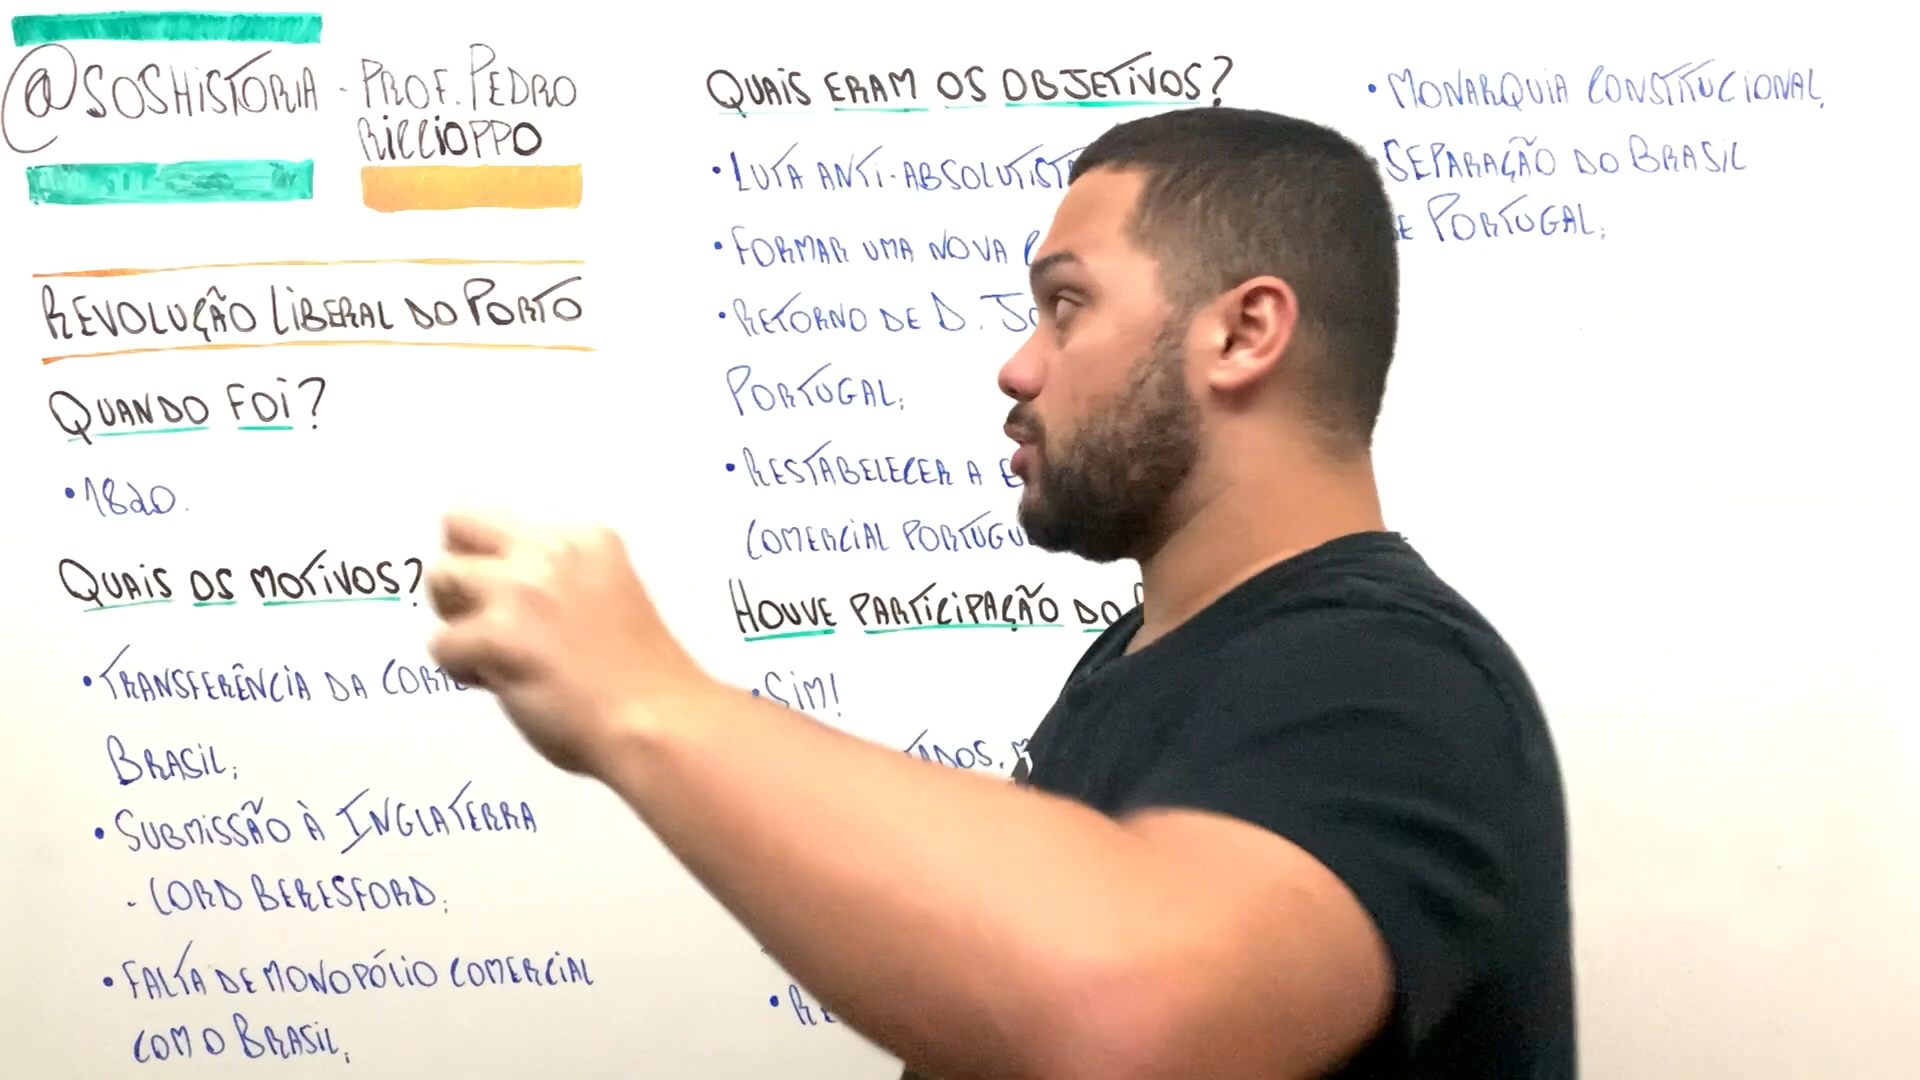 @SOSHISTORIA - PROF. PEDRO
RICCIOPPO
REVOLUÇÃO LIBERAL DO PORTO
QUANDO FOI?
• 1820.
QUAIS OS MOTIVOS?
• TRANSFERÊNCIA DA CORTE
BRASIL;
• SUBMISSÃO À INGLATERRA
- LORD BERESFORD;
• FALTA DE MONOPÓLIO COMERCIAL
COM O BRASIL;
QUAIS ERAM OS OBJETIVOS?
• LUTA ANTI-ABSOLUTISTA
• FORMAR UMA NOVA
• RETORNO DE D.
PORTUGAL;
• RESTABELECER A
COMERCIAL
HOUVE PARTICIPAÇÃO DO
• SIM!
• MONARQUIA CONSTITUCIONAL,
SEPARAÇÃO DO BRASIL
E PORTUGAL;